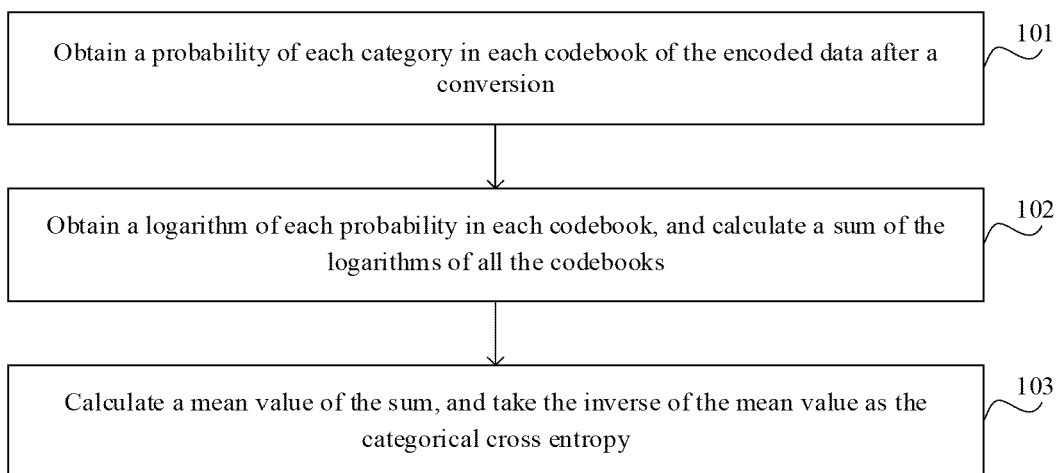 Obtain a probability of each category in each codebook of the encoded data after a
conversion
101
Obtain a logarithm of each probability in each codebook, and calculate a sum of the
logarithms of all the codebooks
102
Calculate a mean value of the sum, and take the inverse of the mean value as the
categorical cross entropy
103